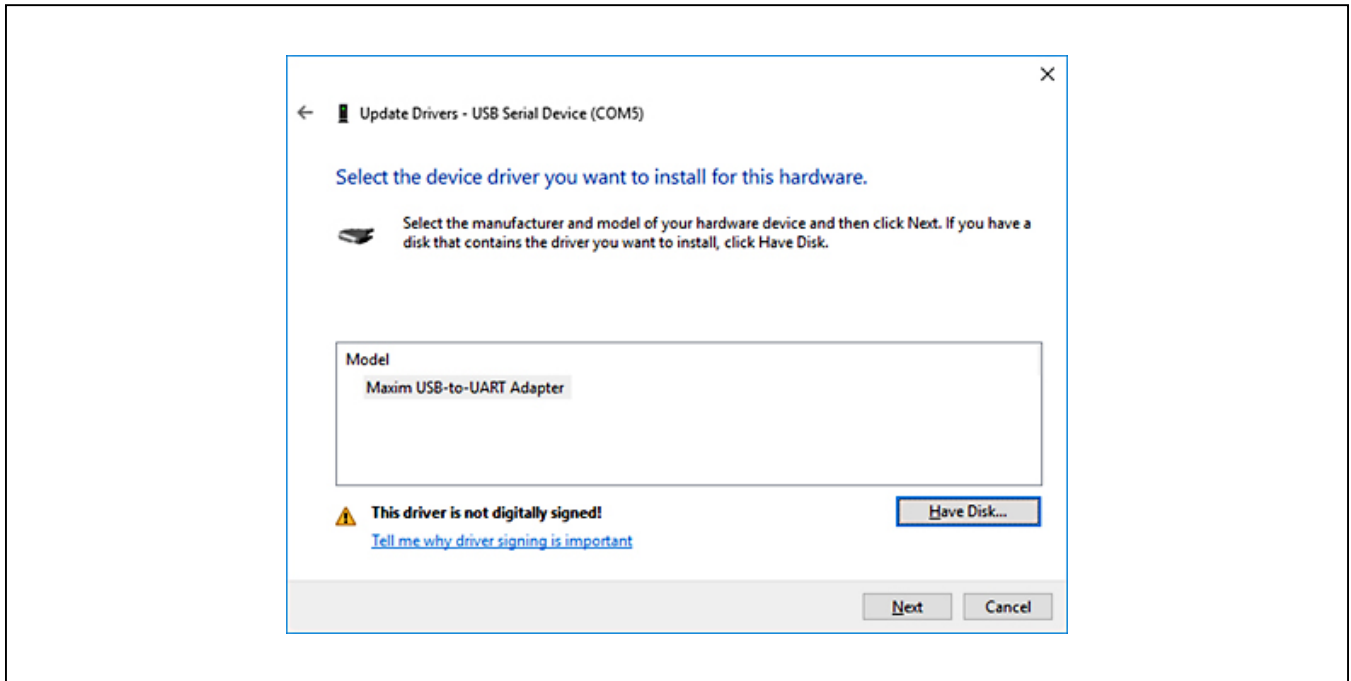 Update Drivers - USB Serial Device (COM5)
Select the device driver you want to install for this hardware.
Select the manufacturer and model of your hardware device and then click Next. If you have a
disk that contains the driver you want to install, click Have Disk.
Model
Maxim USB-to-UART Adapter
This driver is not digitally signed!
Have Disk...
Tell me why driver signing is important
Next
Cancel